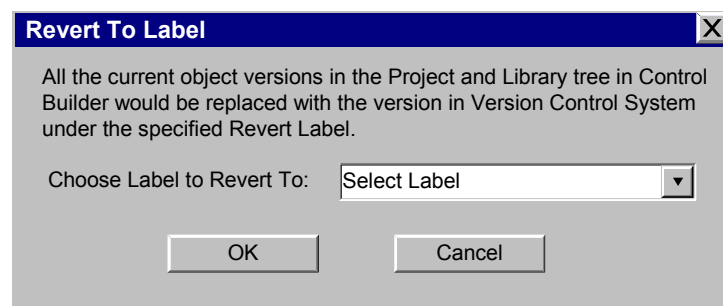 Revert To Label X
All the current object versions in the Project and Library tree in Control
Builder would be replaced with the version in Version Control System
under the specified Revert Label.
Choose Label to Revert To: Select Label
OK Cancel